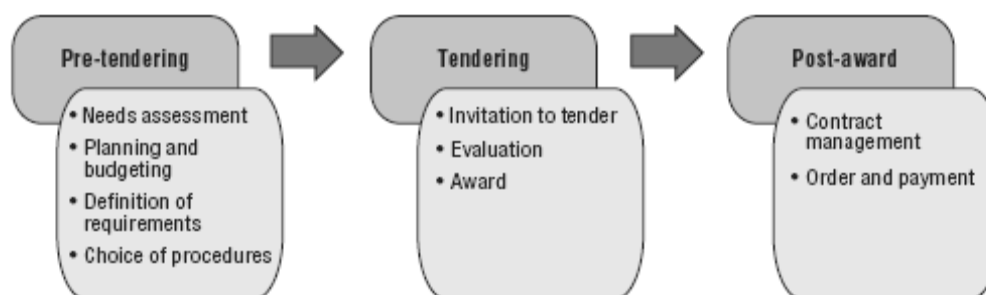 Pre-tendering
• Needs assessment
• Planning and
budgeting
• Definition of
requirements
• Choice of procedures
Tendering
• Invitation to tender
• Evaluation
• Award
Post-award
• Contract
management
• Order and payment